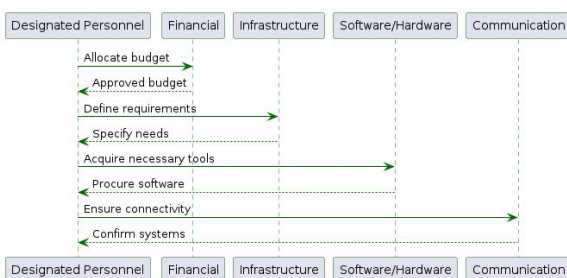 Designated Personnel Financial Infrastructure Software/Hardware Communication
Allocate budget
Approved budget
Define requirements
Specify needs
Acquire necessary tools
Procure software
Ensure connectivity
Confirm systems
Designated Personnel Financial Infrastructure Software/Hardware Communication